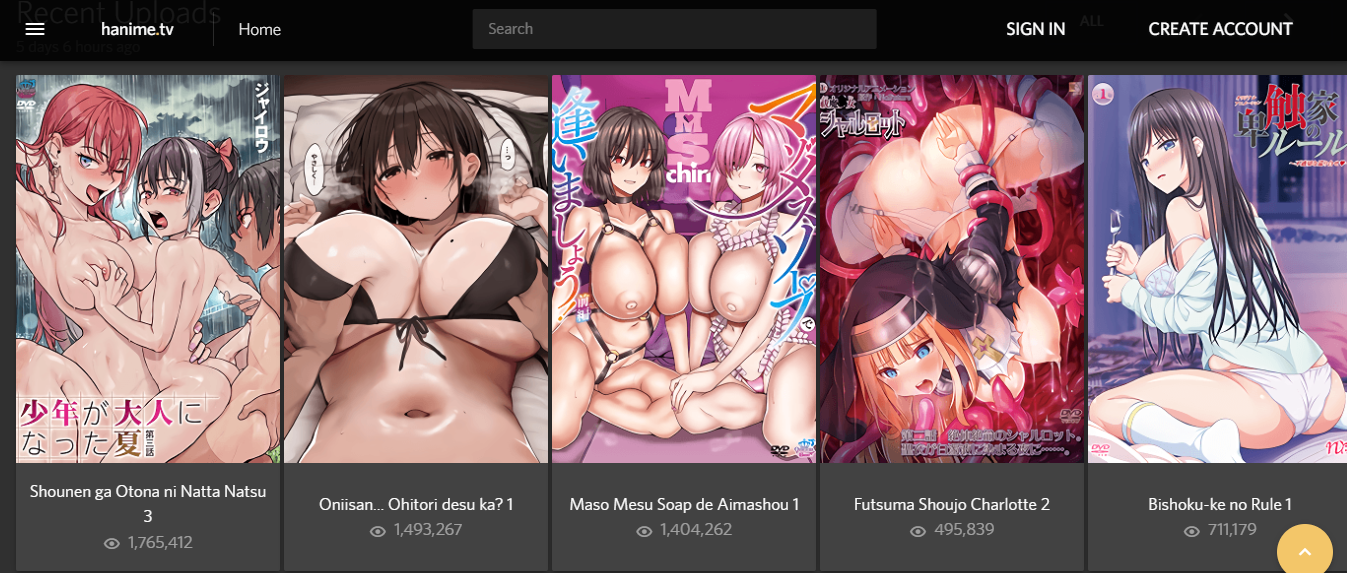 Recent Uploads
5 days 6 hours ago
hanime.tv
Home
Search
ALL
SIGN IN
CREATE ACCOUNT
ジャイロウ
DVD
少年が大人に
なった夏
第三話
やさしく…
…っ
MMS
chin
マゾメスソープで
逢いましょう
前編
DVD
オリジナルアニメーション
シャルロット
DVD
1
卑
触家の
ルール
DVD
Shounen ga Otona ni Natta Natsu
3
1,765,412
Oniisan... Ohitori desu ka? 1
1,493,267
Maso Mesu Soap de Aimashou 1
1,404,262
Futsuma Shoujo Charlotte 2
495,839
Bishoku-ke no Rule 1
711,179